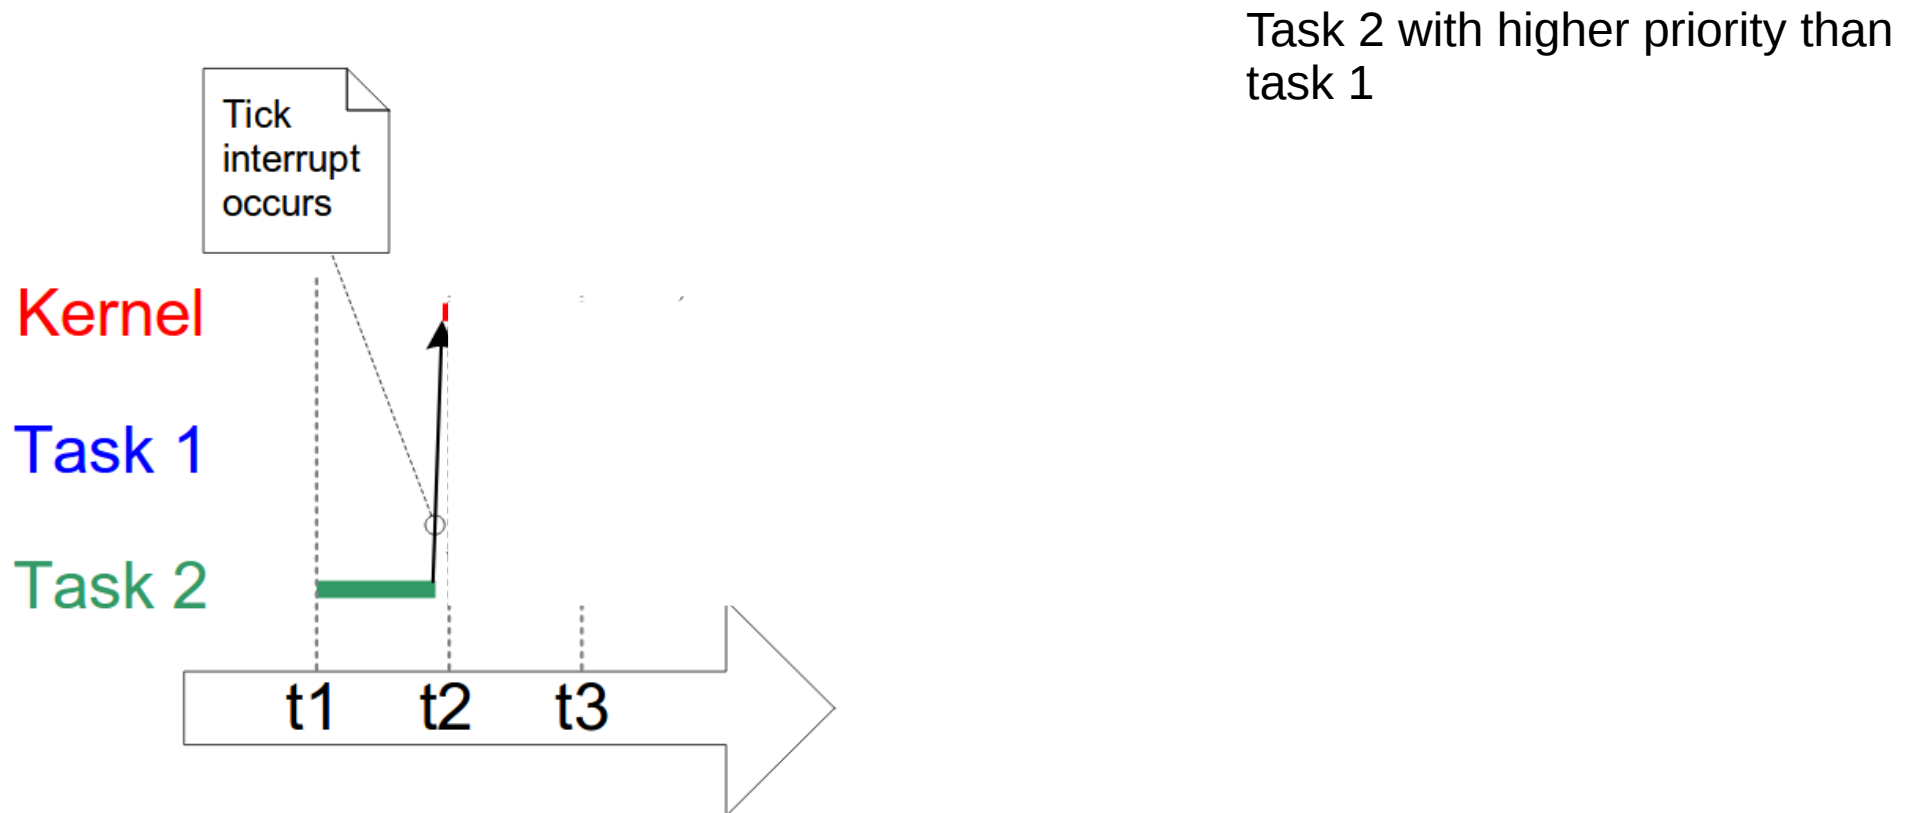 Task 2 with higher priority than
task 1
Tick
interrupt
occurs
Kernel
Task 1
Task 2
t1 t2 t3